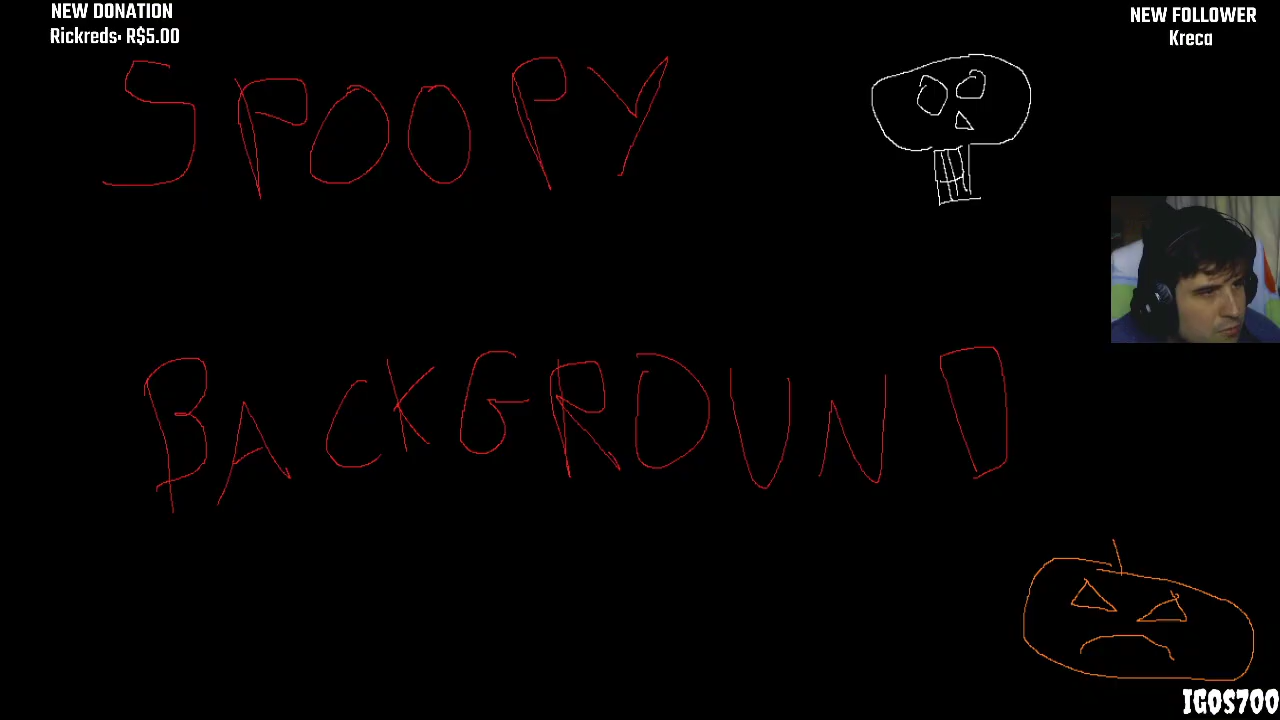 NEW DONATION
Rickreds· R$5.00
NEW FOLLOWER
Kreca
SPOOPY
BACKGROUND
IGOS700